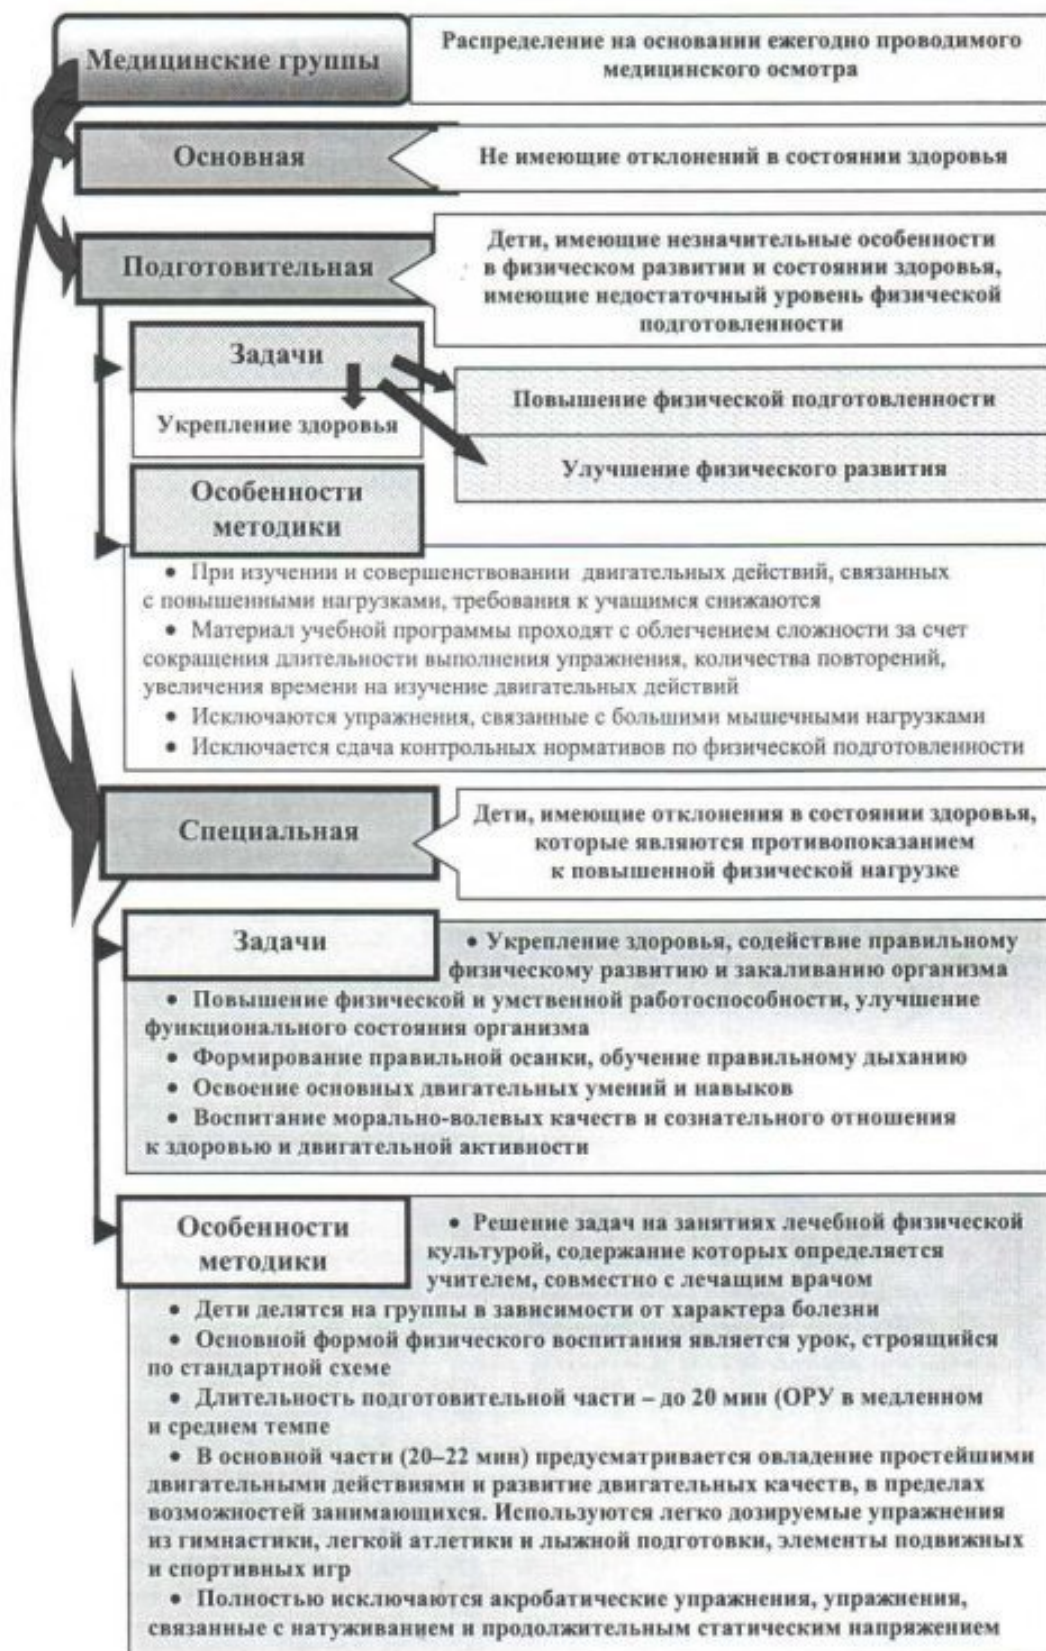 Медицинские группы
Распределение на основании ежегодно проводимого
медицинского осмотра
Основная
Не имеющие отклонений в состоянии здоровья
Подготовительная
Дети, имеющие незначительные особенности
в физическом развитии и состоянии здоровья,
имеющие недостаточный уровень физической
подготовленности
Задачи
Укрепление здоровья
Повышение физической подготовленности
Улучшение физического развития
Особенности
методики
• При изучении и совершенствовании двигательных действий, связанных
с повышенными нагрузками, требования к учащимся снижаются
• Материал учебной программы проходят с облегчением сложности за счет
сокращения длительности выполнения упражнения, количества повторений,
увеличения времени на изучение двигательных действий
• Исключаются упражнения, связанные с большими мышечными нагрузками
• Исключается сдача контрольных нормативов по физической подготовленности
Специальная
Дети, имеющие отклонения в состоянии здоровья,
которые являются противопоказанием
к повышенной физической нагрузке
Задачи
• Укрепление здоровья, содействие правильному
физическому развитию и закаливанию организма
• Повышение физической и умственной работоспособности, улучшение
функционального состояния организма
• Формирование правильной осанки, обучение правильному дыханию
• Освоение основных двигательных умений и навыков
• Воспитание морально-волевых качеств и сознательного отношения
к здоровью и двигательной активности
Особенности
методики
• Решение задач на занятиях лечебной физической
культурой, содержание которых определяется
учителем, совместно с лечащим врачом
• Дети делятся на группы в зависимости от характера болезни
• Основной формой физического воспитания является урок, строящийся
по стандартной схеме
• Длительность подготовительной части – до 20 мин (ОРУ в медленном
и среднем темпе
• В основной части (20–22 мин) предусматривается овладение простейшими
двигательными действиями и развитие двигательных качеств, в пределах
возможностей занимающихся. Используются легко дозируемые упражнения
из гимнастики, легкой атлетики и лыжной подготовки, элементы подвижных
и спортивных игр
• Полностью исключаются акробатические упражнения, упражнения,
связанные с натуживанием и продолжительным статическим напряжением